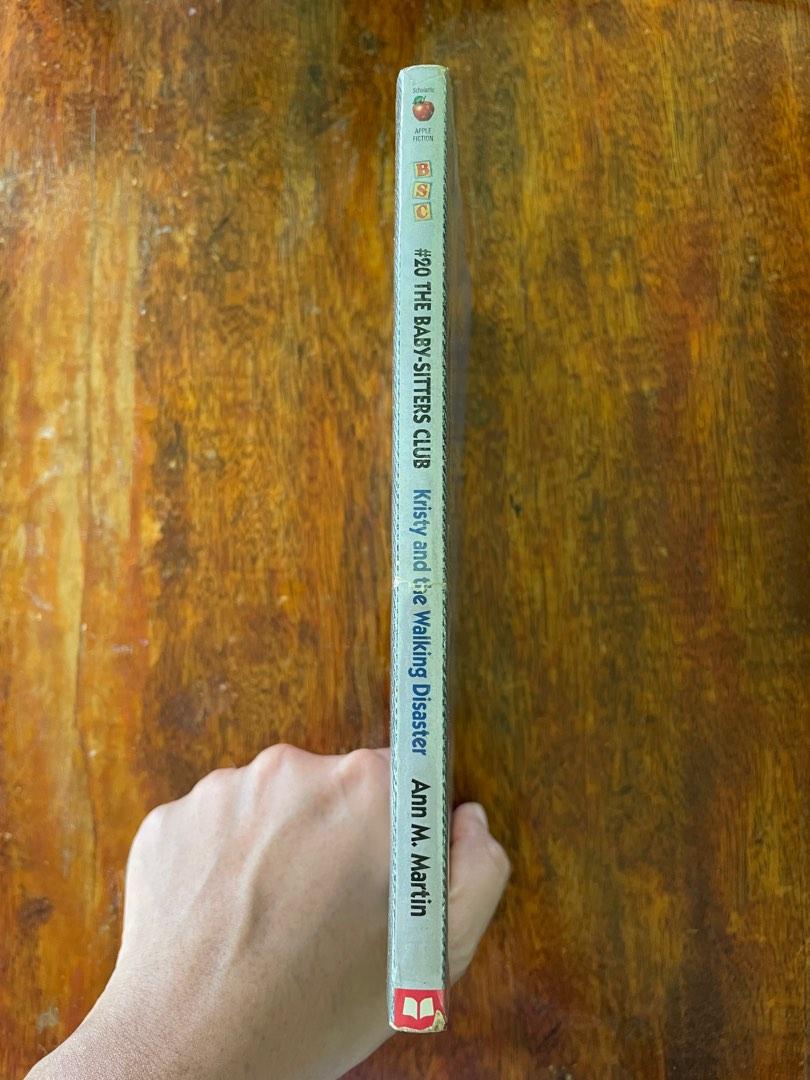 Scholastic
APPLE
FICTION
B
S
C
#20 THE BABY-SITTERS CLUB Kristy and the Walking Disaster Ann M. Martin